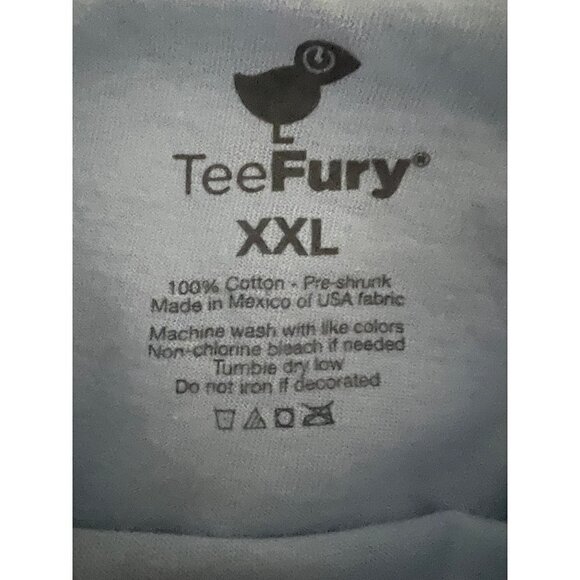 TeeFury®
XXL
100% Cotton - Pre-shrunk
Made in Mexico of USA fabric
Machine wash with like colors
Non-chlorine bleach if needed
Tumble dry low
Do not iron if decorated